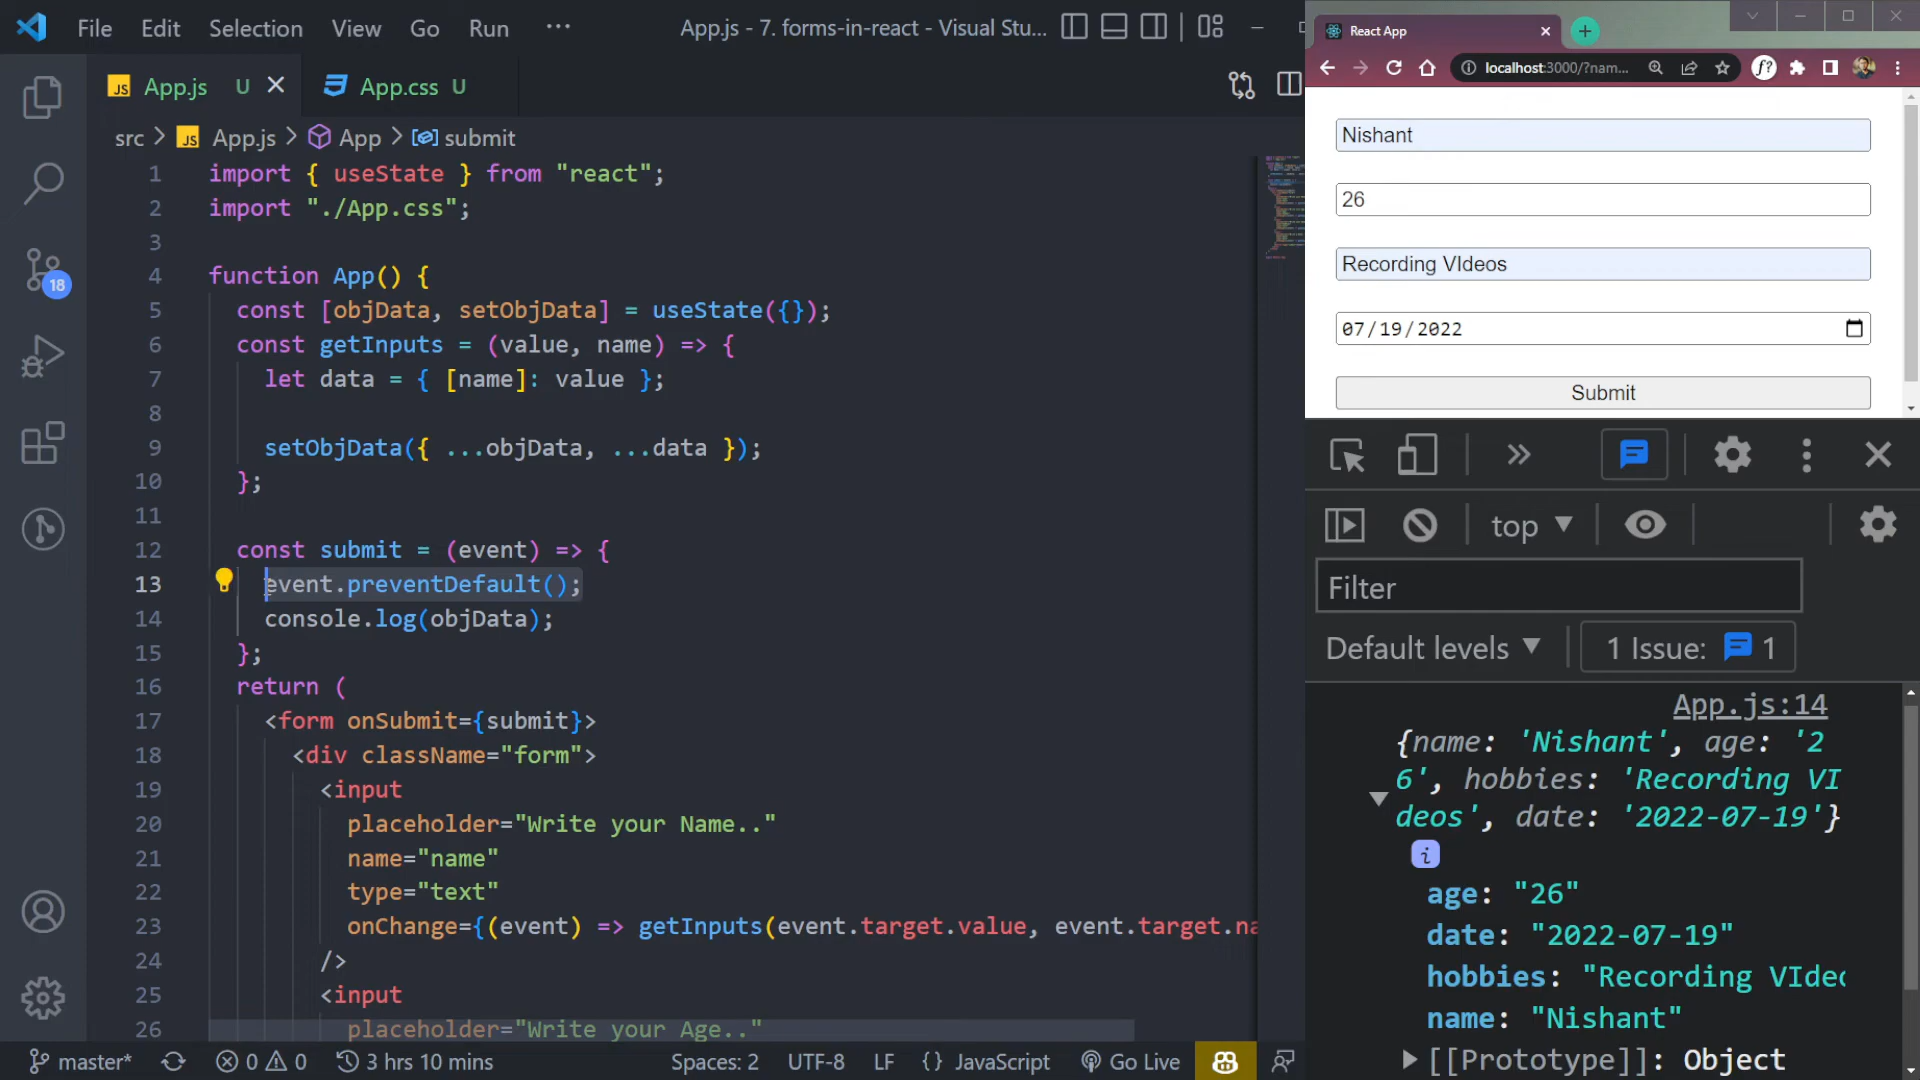 File Edit Selection View Go Run ··· App.js - 7. forms-in-react - Visual Stu...
JS App.js U App.css U
src > JS App.js > App > submit
1 import { useState } from "react";
2 import "./App.css";
3
4 function App() {
5 const [objData, setObjData] = useState({});
6 const getInputs = (value, name) => {
7 let data = { [name]: value };
8
9 setObjData({ ...objData, ...data });
10 };
11
12 const submit = (event) => {
13 event.preventDefault();
14 console.log(objData);
15 };
16 return (
17 <form onSubmit={submit}>
18 <div className="form">
19 <input
20 placeholder="Write your Name.."
21 name="name"
22 type="text"
23 onChange={(event) => getInputs(event.target.value, event.target.na
24 />
25 <input
26 placeholder="Write your Age.."
18
master* 0 0 3 hrs 10 mins Spaces: 2 UTF-8 LF {} JavaScript Go Live
React App
localhost:3000/?nam...
f?
Nishant
26
Recording VIdeos
07/19/2022
Submit
top
Filter
Default levels 1 Issue: 1
App.js:14
{name: 'Nishant', age: '2
6', hobbies: 'Recording VI
deos', date: '2022-07-19'}
i
age: "26"
date: "2022-07-19"
hobbies: "Recording VIdeo
name: "Nishant"
[[Prototype]]: Object